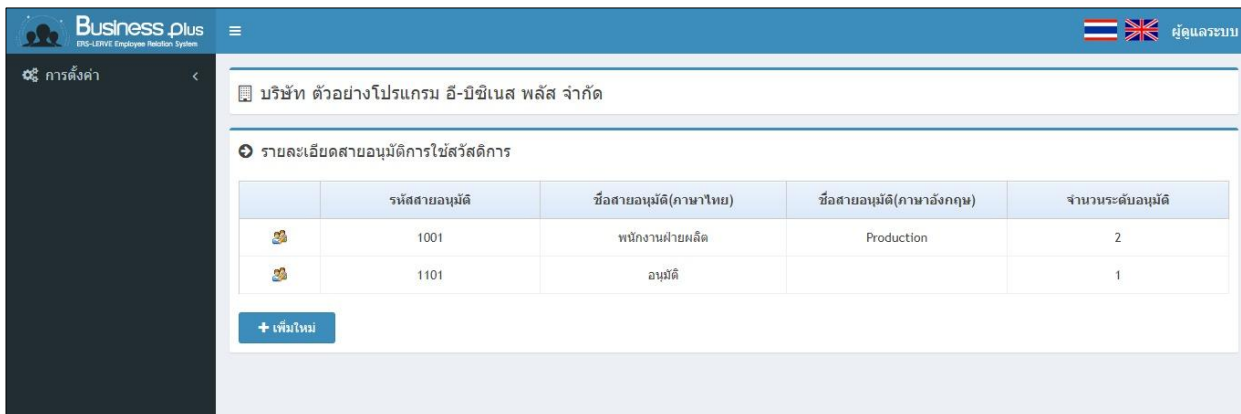 Business plus
ERS-LERVE Employee Relation System
ผู้ดูแลระบบ
การตั้งค่า
บริษัท ตัวอย่างโปรแกรม อี-บิซิเนส พลัส จำกัด
รายละเอียดสายอนุมัติการใช้สวัสดิการ
รหัสสายอนุมัติ ชื่อสายอนุมัติ(ภาษาไทย) ชื่อสายอนุมัติ(ภาษาอังกฤษ) จำนวนระดับอนุมัติ
1001 พนักงานฝ่ายผลิต Production 2
1101 อนุมัติ 1
+ เพิ่มใหม่